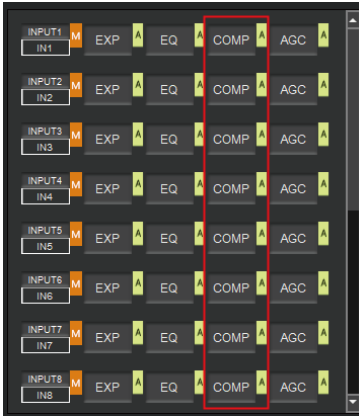 INPUT1 M EXP A EQ A COMP A AGC A
IN1
INPUT2 M EXP A EQ A COMP A AGC A
IN2
INPUT3 M EXP A EQ A COMP A AGC A
IN3
INPUT4 M EXP A EQ A COMP A AGC A
IN4
INPUT5 M EXP A EQ A COMP A AGC A
IN5
INPUT6 M EXP A EQ A COMP A AGC A
IN6
INPUT7 M EXP A EQ A COMP A AGC A
IN7
INPUT8 M EXP A EQ A COMP A AGC A
IN8